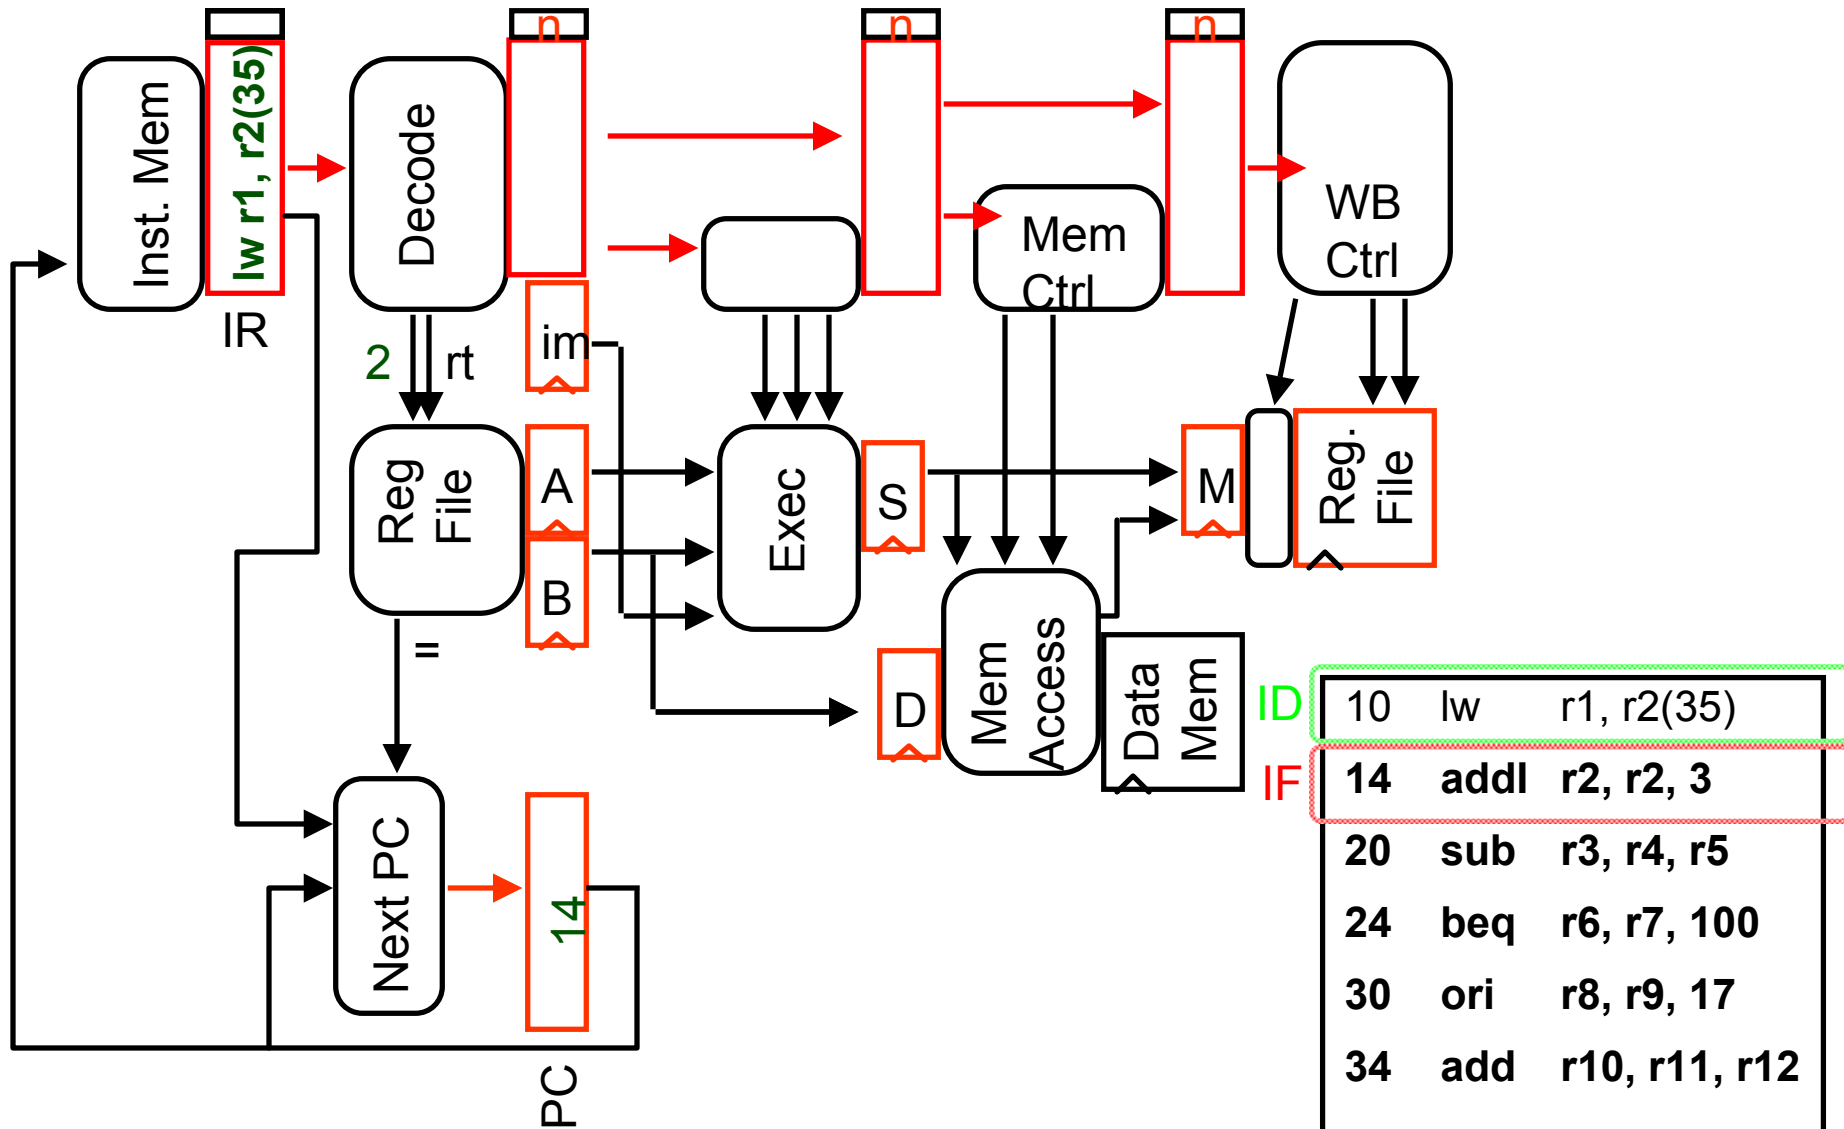 n
n
n
Inst. Mem
lw r1, r2(35)
Decode
WB
Ctrl
Mem
Ctrl
IR
2
rt
im
Reg
File
A
B
Exec
S
M
Reg.
File
=
D
Mem
Access
Data
Mem
Next PC
14
PC
ID
10 lw r1, r2(35)
IF
14 addI r2, r2, 3
20 sub r3, r4, r5
24 beq r6, r7, 100
30 ori r8, r9, 17
34 add r10, r11, r12